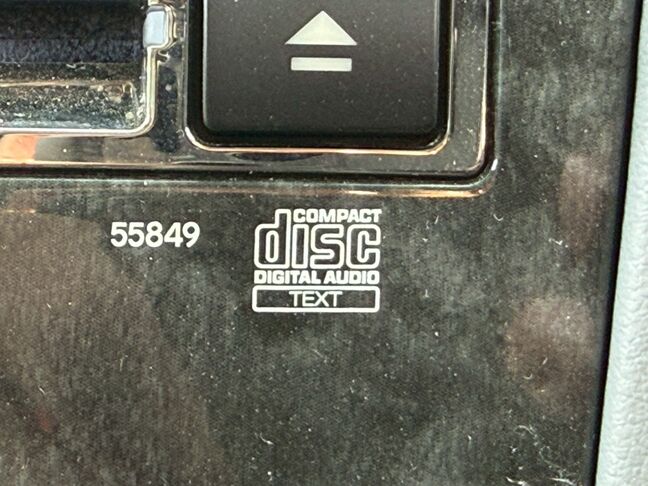 55849
COMPACT
disc
DIGITAL AUDIO
TEXT